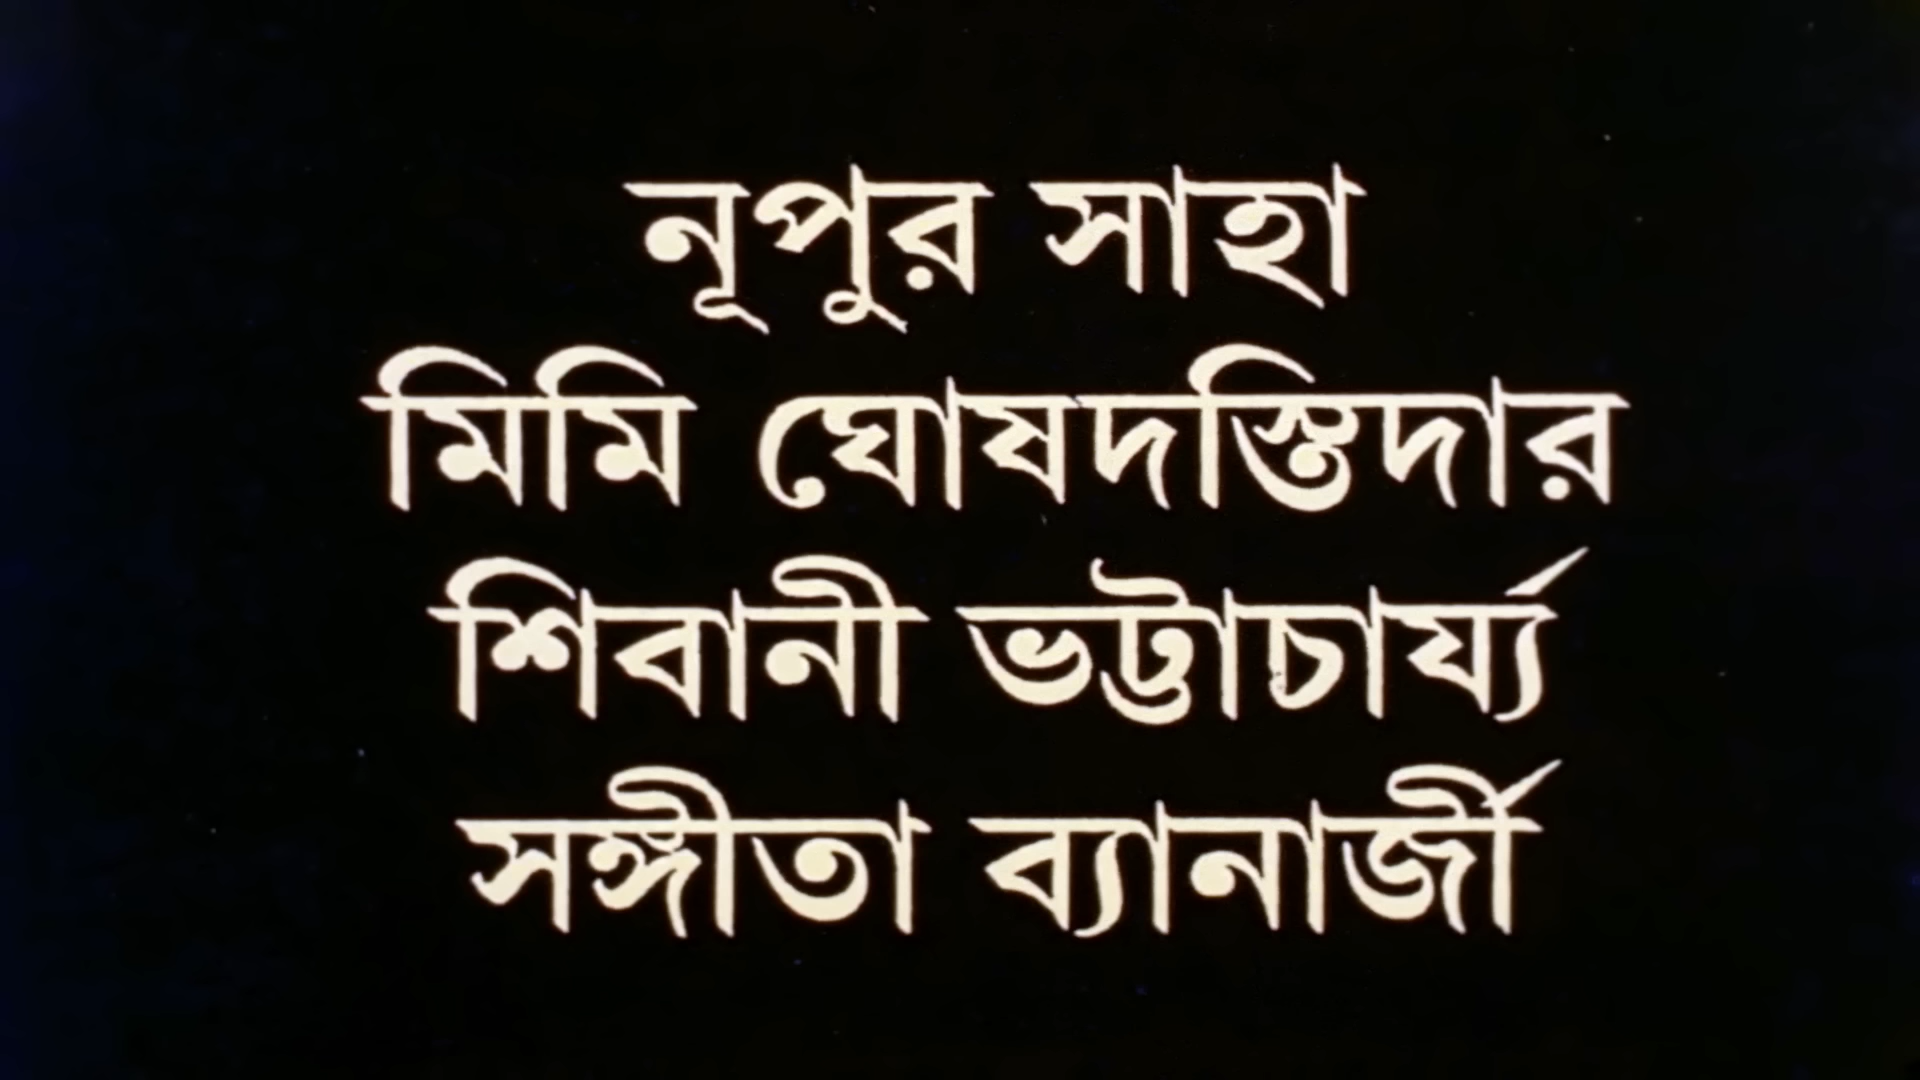 নূপুর সাহা
মিমি ঘোষদস্তিদার
শিবানী ভট্টাচার্য্য
সঙ্গীতা ব্যানার্জী